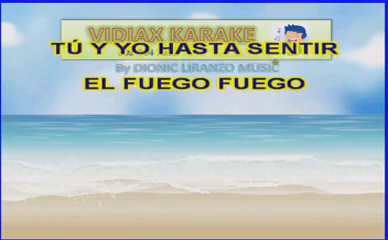 VIDIAX KARAKE
TÚ Y YO HASTA SENTIR
By DIONIC LIRANZO MUSIC
EL FUEGO FUEGO